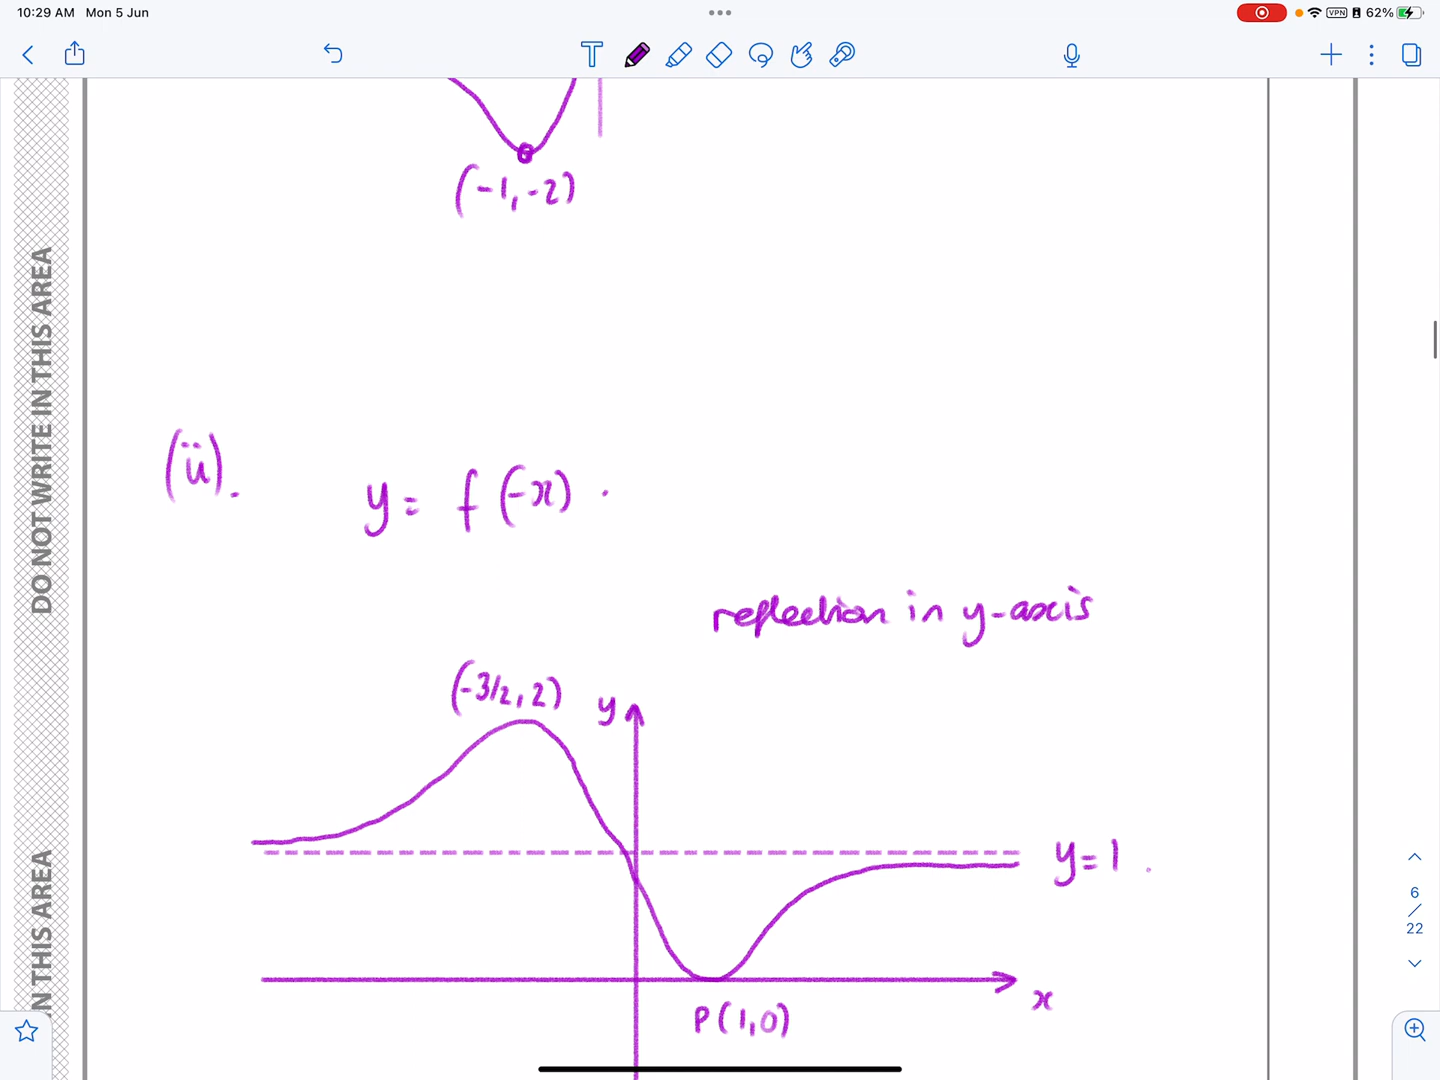 10:29 AM Mon 5 Jun
VPN 62%
T
(-1,-2)
DO NOT WRITE IN THIS AREA
(ii).
y = f(-x).
reflection in y-axis
(-3/2, 2) y
y=1.
x
P(1,0)
N THIS AREA
6
/
22